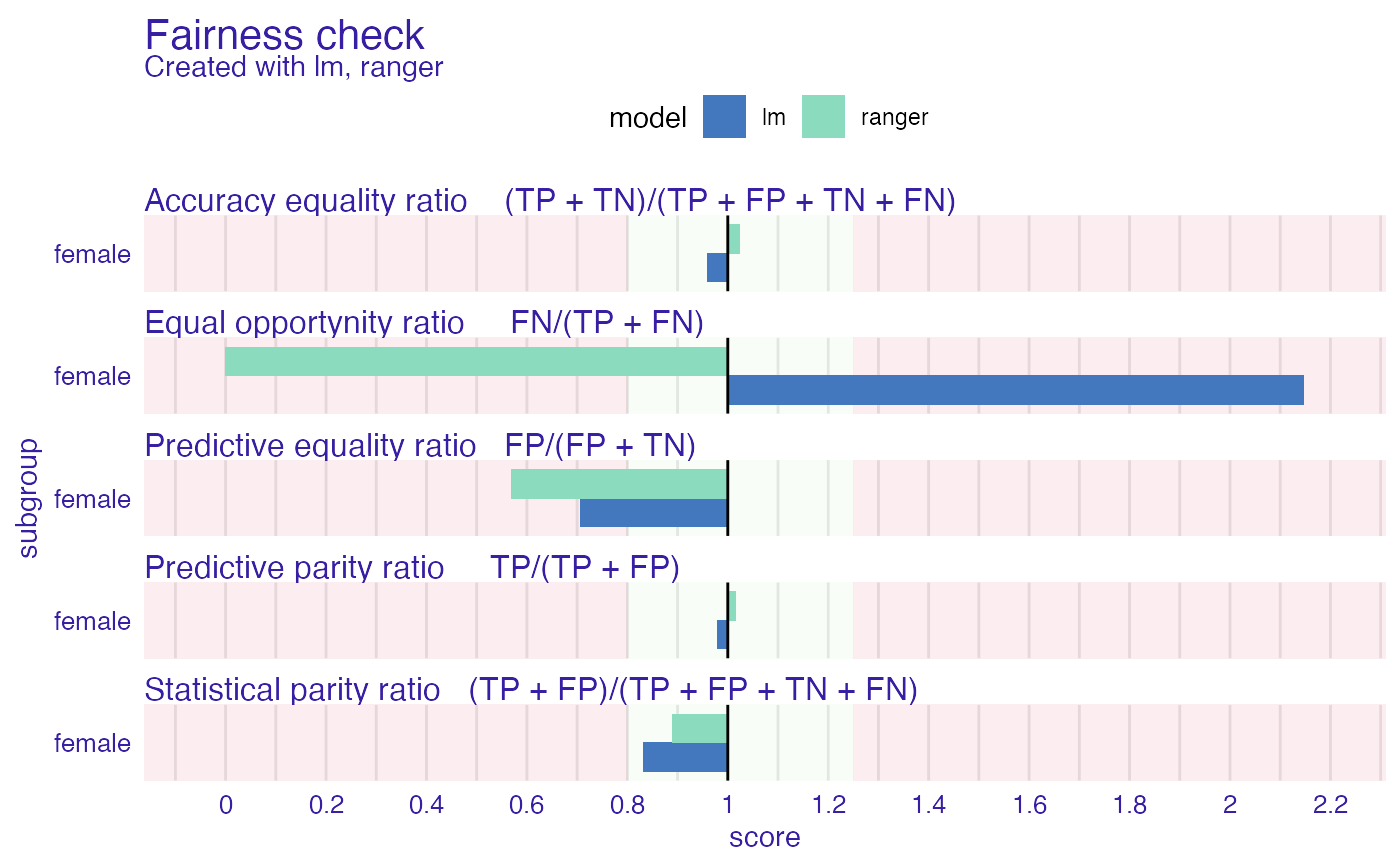 Fairness check
Created with lm, ranger
model lm ranger
Accuracy equality ratio (TP + TN)/(TP + FP + TN + FN)
female
Equal opportynity ratio FN/(TP + FN)
female
Predictive equality ratio FP/(FP + TN)
female
subgroup
Predictive parity ratio TP/(TP + FP)
female
Statistical parity ratio (TP + FP)/(TP + FP + TN + FN)
female
0 0.2 0.4 0.6 0.8 1 1.2 1.4 1.6 1.8 2 2.2
score